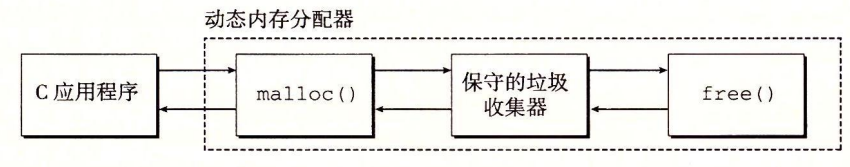 动态内存分配器
C 应用程序
malloc()
保守的垃圾
收集器
free()